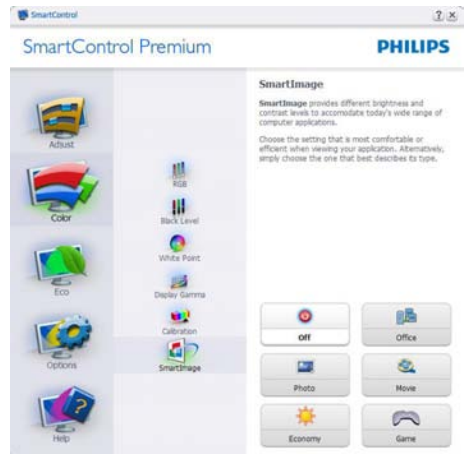 SmartControl
SmartControl Premium
PHILIPS
Adjust
Color
Eco
Options
Help
RGB
Black Level
White Point
Display Gamma
Calibration
SmartImage
SmartImage
SmartImage provides different brightness and
contrast levels to accomodate today's wide range of
computer applications.
Choose the setting that is most comfortable or
efficient when viewing your application. Alternatively,
simply choose the one that best describes its type.
Off
Office
Photo
Movie
Economy
Game